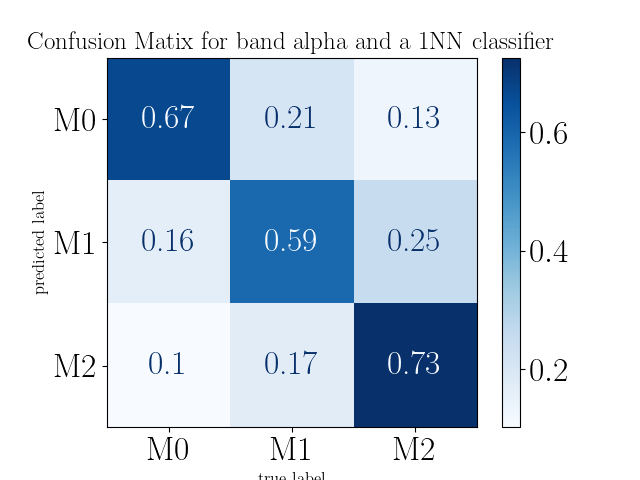 Confusion Matix for band alpha and a 1NN classifier
M0 0.67 0.21 0.13
M1 0.16 0.59 0.25
M2 0.1 0.17 0.73
M0 M1 M2
predicted label
true label
0.6
0.4
0.2